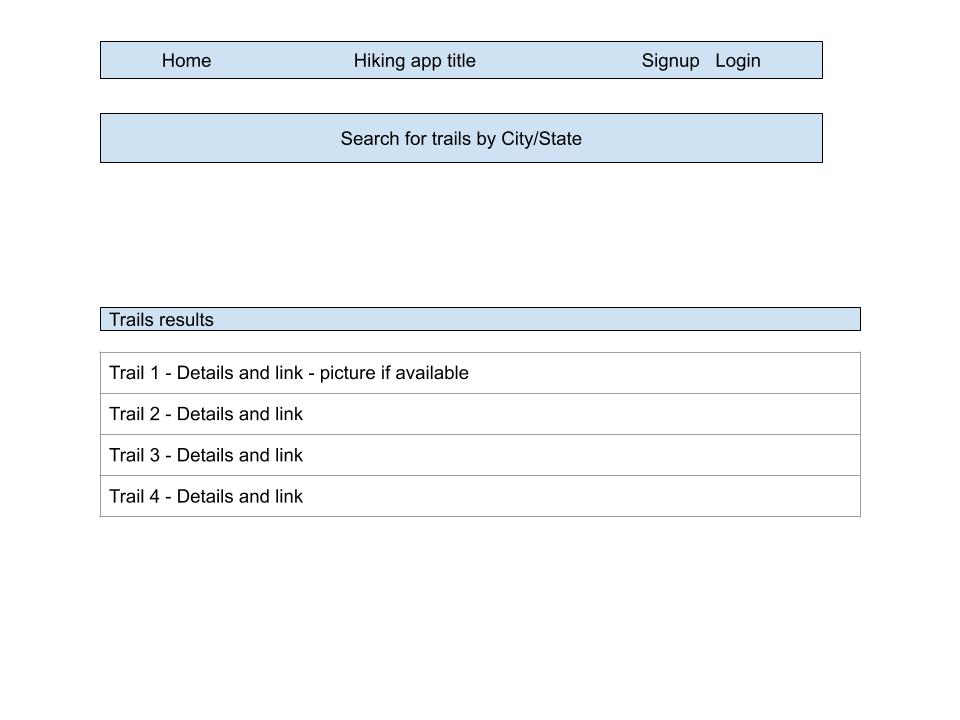 Home Hiking app title Signup Login
Search for trails by City/State
Trails results
Trail 1 - Details and link - picture if available
Trail 2 - Details and link
Trail 3 - Details and link
Trail 4 - Details and link